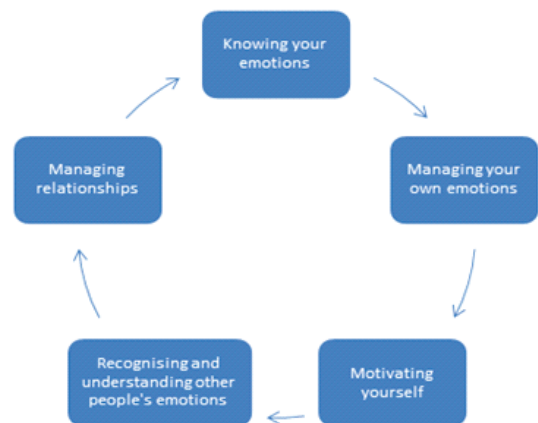 Knowing your
emotions
Managing your
own emotions
Motivating
yourself
Recognising and
understanding other
people's emotions
Managing
relationships